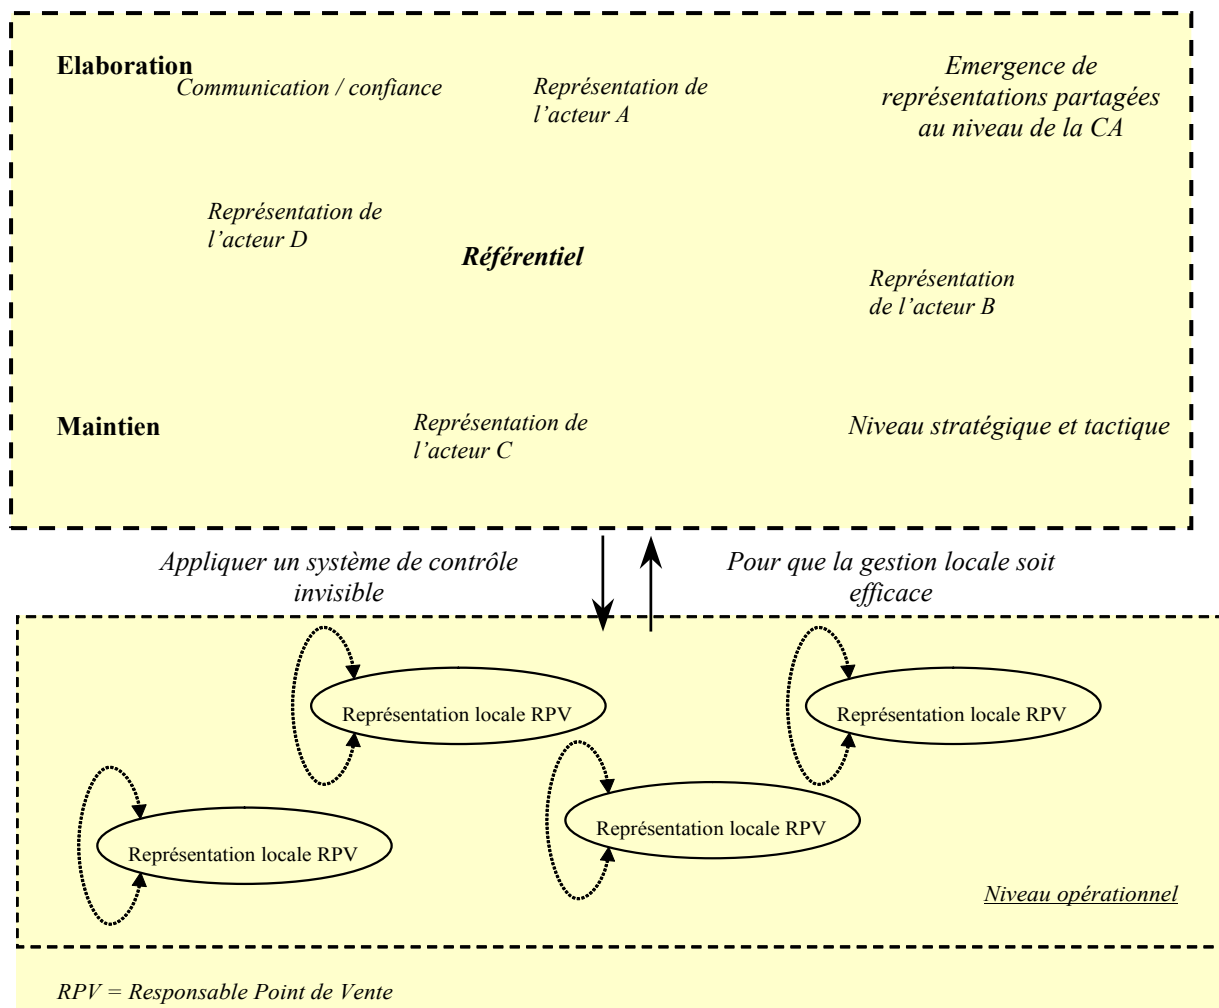 Elaboration
Communication / confiance
Représentation de
l’acteur A
Emergence de
représentations partagées
au niveau de la CA
Représentation de
l’acteur D
Référentiel
Représentation
de l’acteur B
Maintien
Représentation de
l’acteur C
Niveau stratégique et tactique
Appliquer un système de contrôle
invisible
Pour que la gestion locale soit
efficace
Représentation locale RPV
Représentation locale RPV
Représentation locale RPV
Représentation locale RPV
Niveau opérationnel
RPV = Responsable Point de Vente